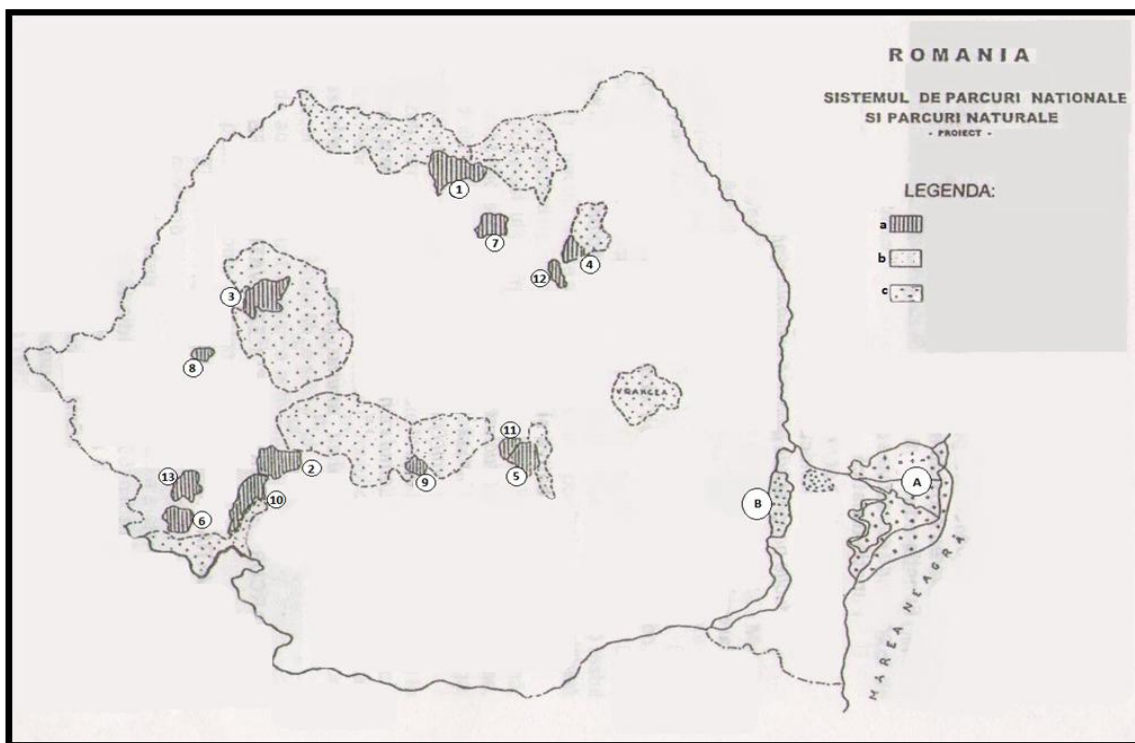 ROMANIA
SISTEMUL DE PARCURI NATIONALE
SI PARCURI NATURALE
- PROIECT -
LEGENDA:
a
b
c
1
7
4
12
3
8
VRANCEA
11
2
9
5
13
10
6
A
B
MAREA NEAGRĂ